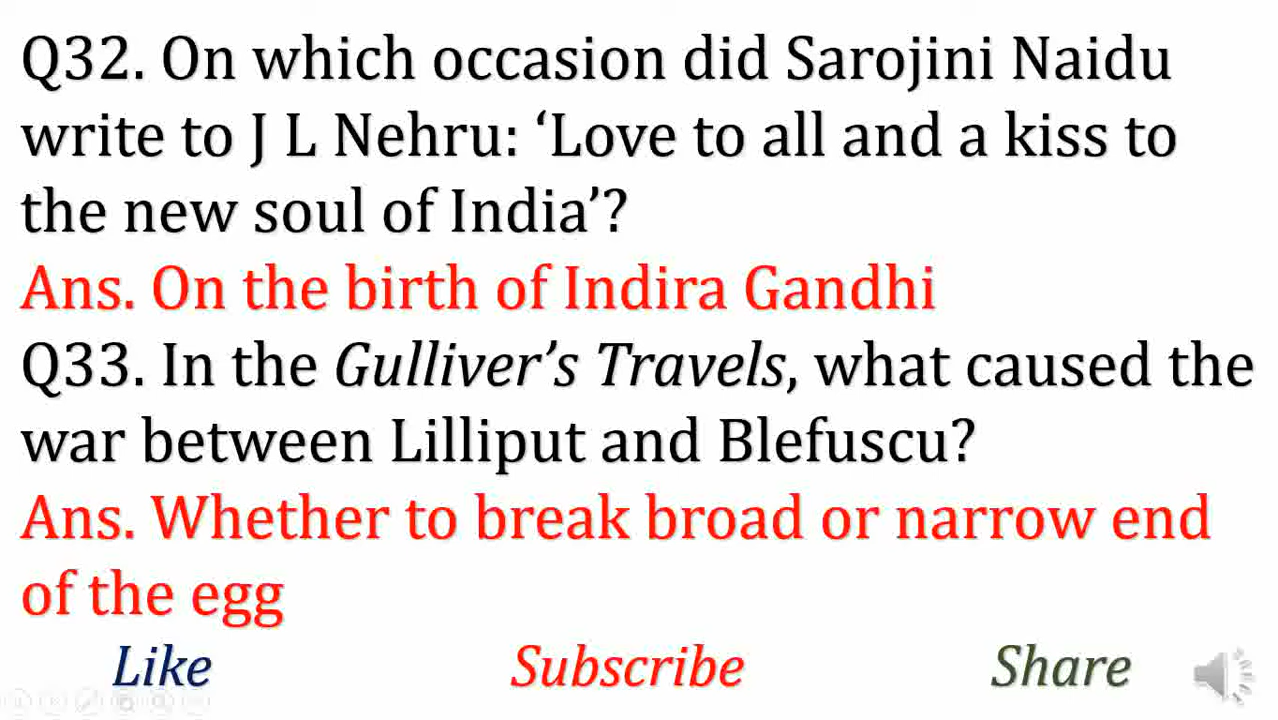 Q32. On which occasion did Sarojini Naidu
write to J L Nehru: ‘Love to all and a kiss to
the new soul of India’?
Ans. On the birth of Indira Gandhi
Q33. In the Gulliver’s Travels, what caused the
war between Lilliput and Blefuscu?
Ans. Whether to break broad or narrow end
of the egg
Like Subscribe Share